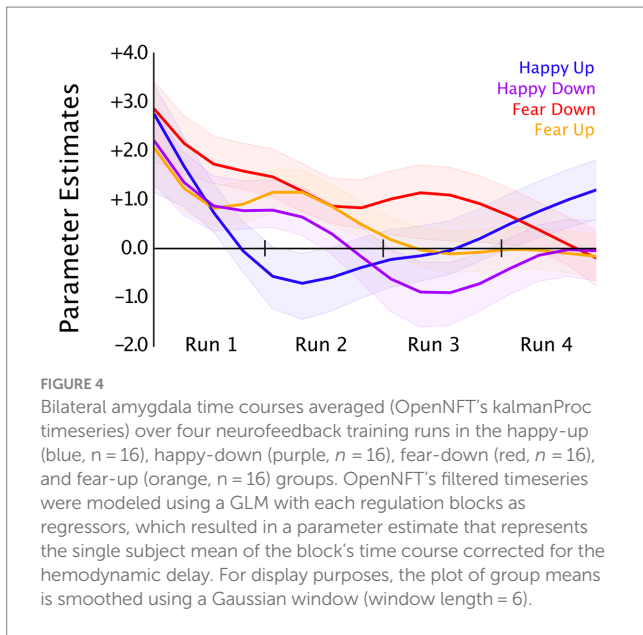 +4.0
+3.0
+2.0
+1.0
0.0
−1.0
−2.0
Parameter Estimates
Happy Up
Happy Down
Fear Down
Fear Up
Run 1 Run 2 Run 3 Run 4
FIGURE 4
Bilateral amygdala time courses averaged (OpenNFT's kalmanProc
timeseries) over four neurofeedback training runs in the happy-up
(blue, n = 16), happy-down (purple, n = 16), fear-down (red, n = 16),
and fear-up (orange, n = 16) groups. OpenNFT's filtered timeseries
were modeled using a GLM with each regulation blocks as
regressors, which resulted in a parameter estimate that represents
the single subject mean of the block's time course corrected for the
hemodynamic delay. For display purposes, the plot of group means
is smoothed using a Gaussian window (window length = 6).